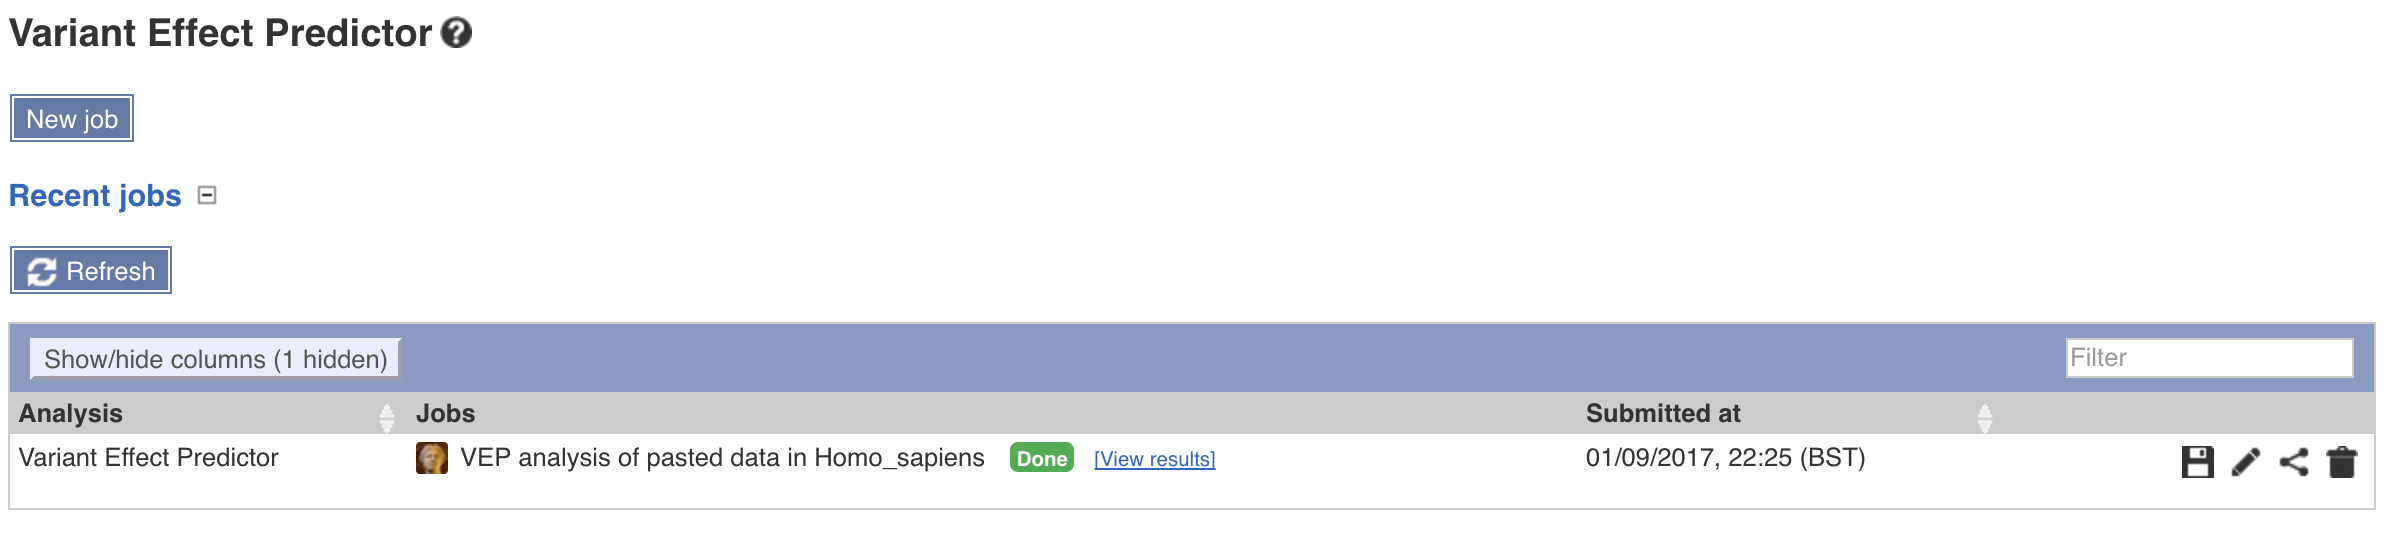 Variant Effect Predictor ?
New job
Recent jobs
Refresh
Show/hide columns (1 hidden) Filter
Analysis Jobs Submitted at
Variant Effect Predictor VEP analysis of pasted data in Homo_sapiens Done [View results] 01/09/2017, 22:25 (BST)